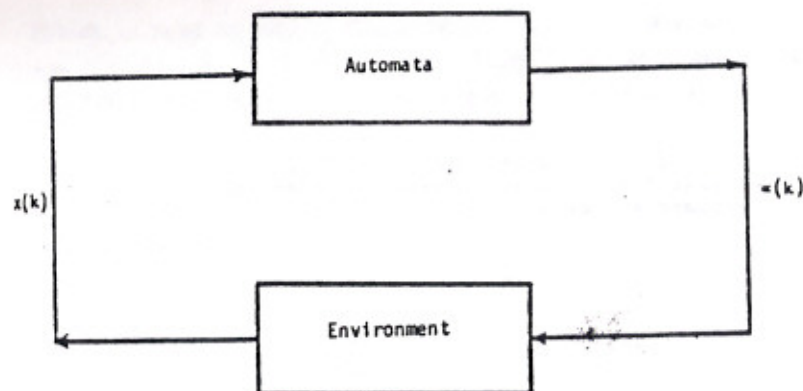 Automata
x(k)
∝(k)
Environment